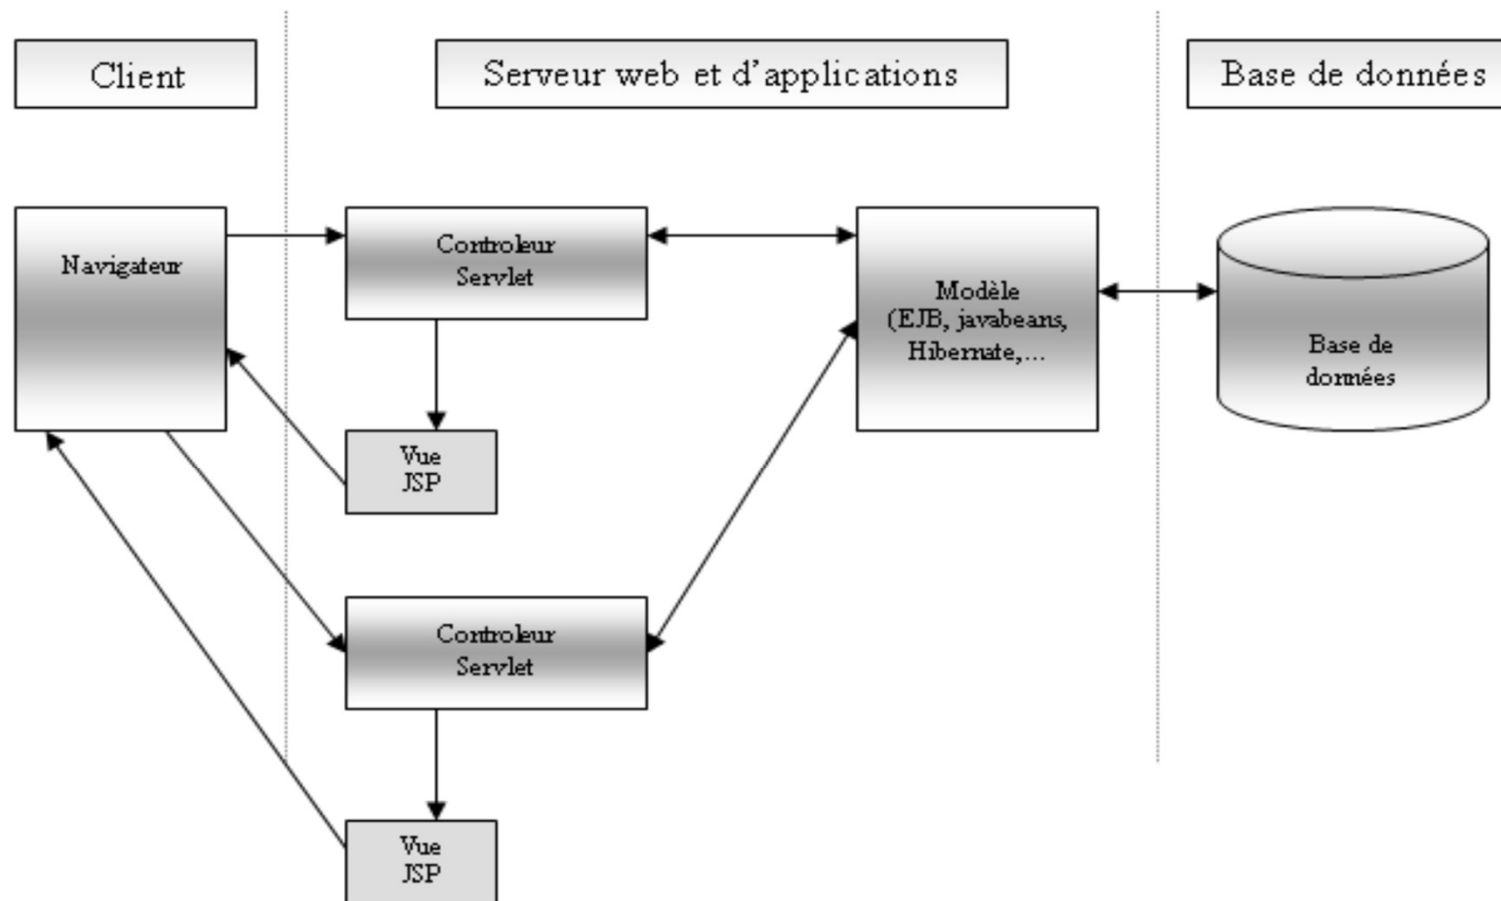 Client
Serveur web et d'applications
Base de données
Navigateur
Controleur
Servlet
Modèle
(EJB, javabeans,
Hibernate,...
Base de
données
Vue
JSP
Controleur
Servlet
Vue
JSP